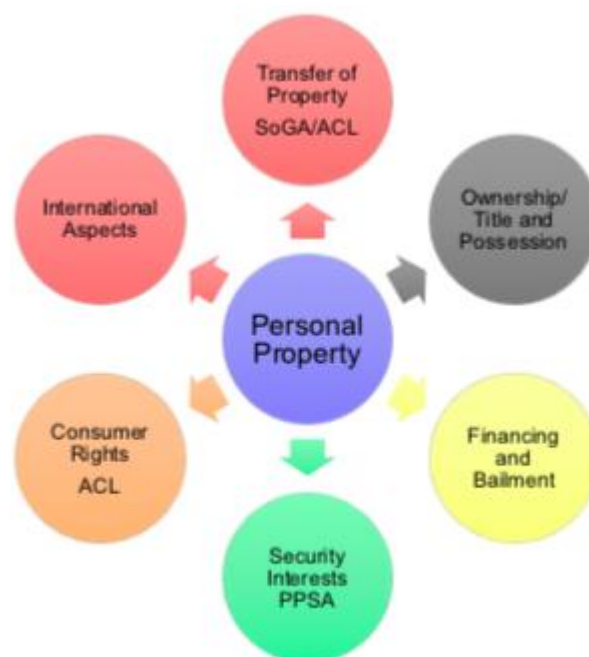 Transfer of
Property
SoGA/ACL
Ownership/
Title and
Possession
International
Aspects
Personal
Property
Consumer
Rights
ACL
Financing
and
Bailment
Security
Interests
PPSA